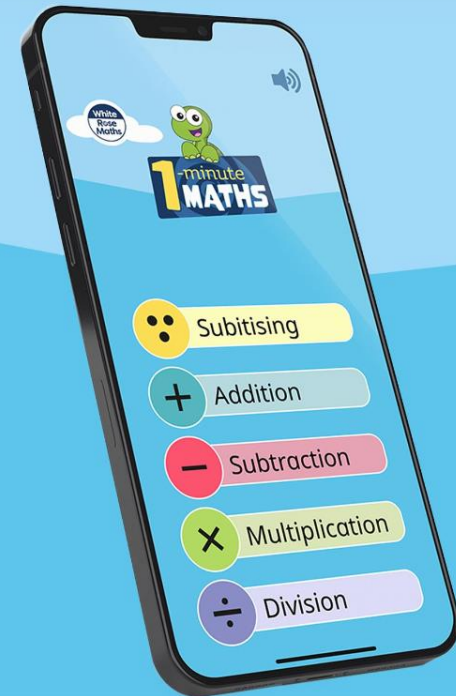 White
Rose
Maths
1-minute
MATHS
Subitising
+ Addition
− Subtraction
× Multiplication
÷ Division